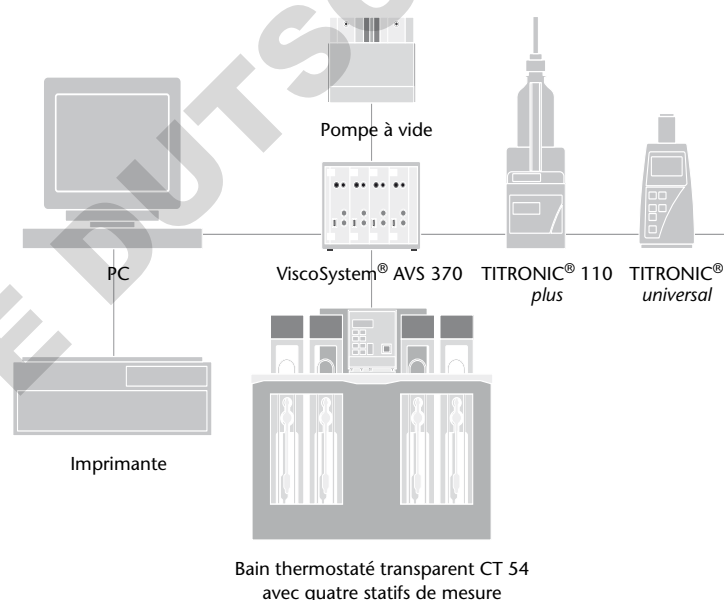 Pompe à vide
PC
ViscoSystem® AVS 370
TITRONIC® 110
plus
TITRONIC®
universal
Imprimante
Bain thermostaté transparent CT 54
avec quatre statifs de mesure